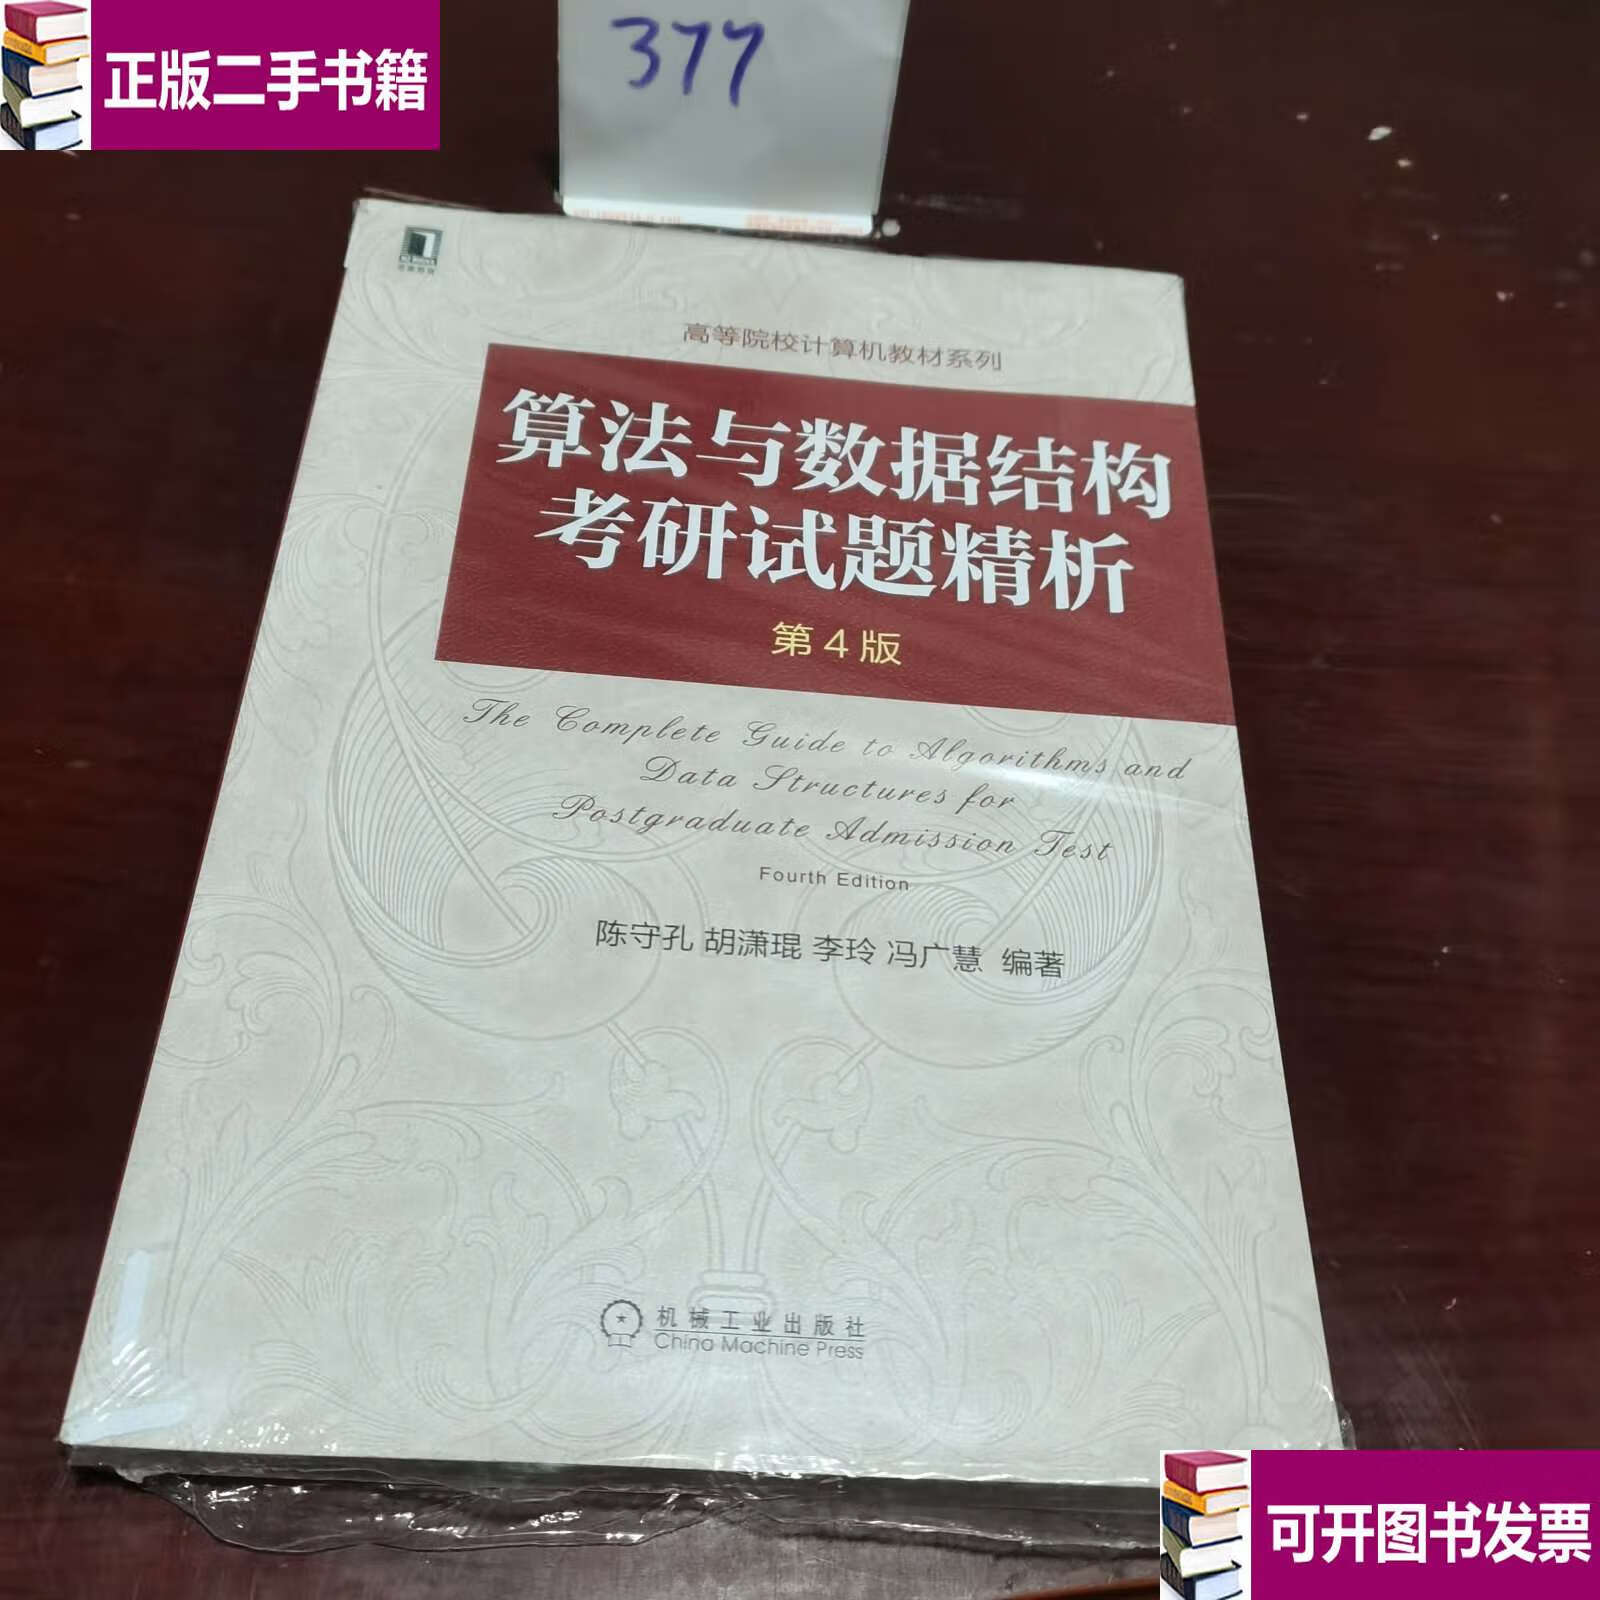 正版二手书籍
377
高等院校计算机教材系列
算法与数据结构
考研试题精析
第4版
The Complete Guide to Algorithms and
Data Structures for
Postgraduate Admission Test
Fourth Edition
陈守孔 胡潇琨 李玲 冯广慧 编著
机械工业出版社
China Machine Press
可开图书发票